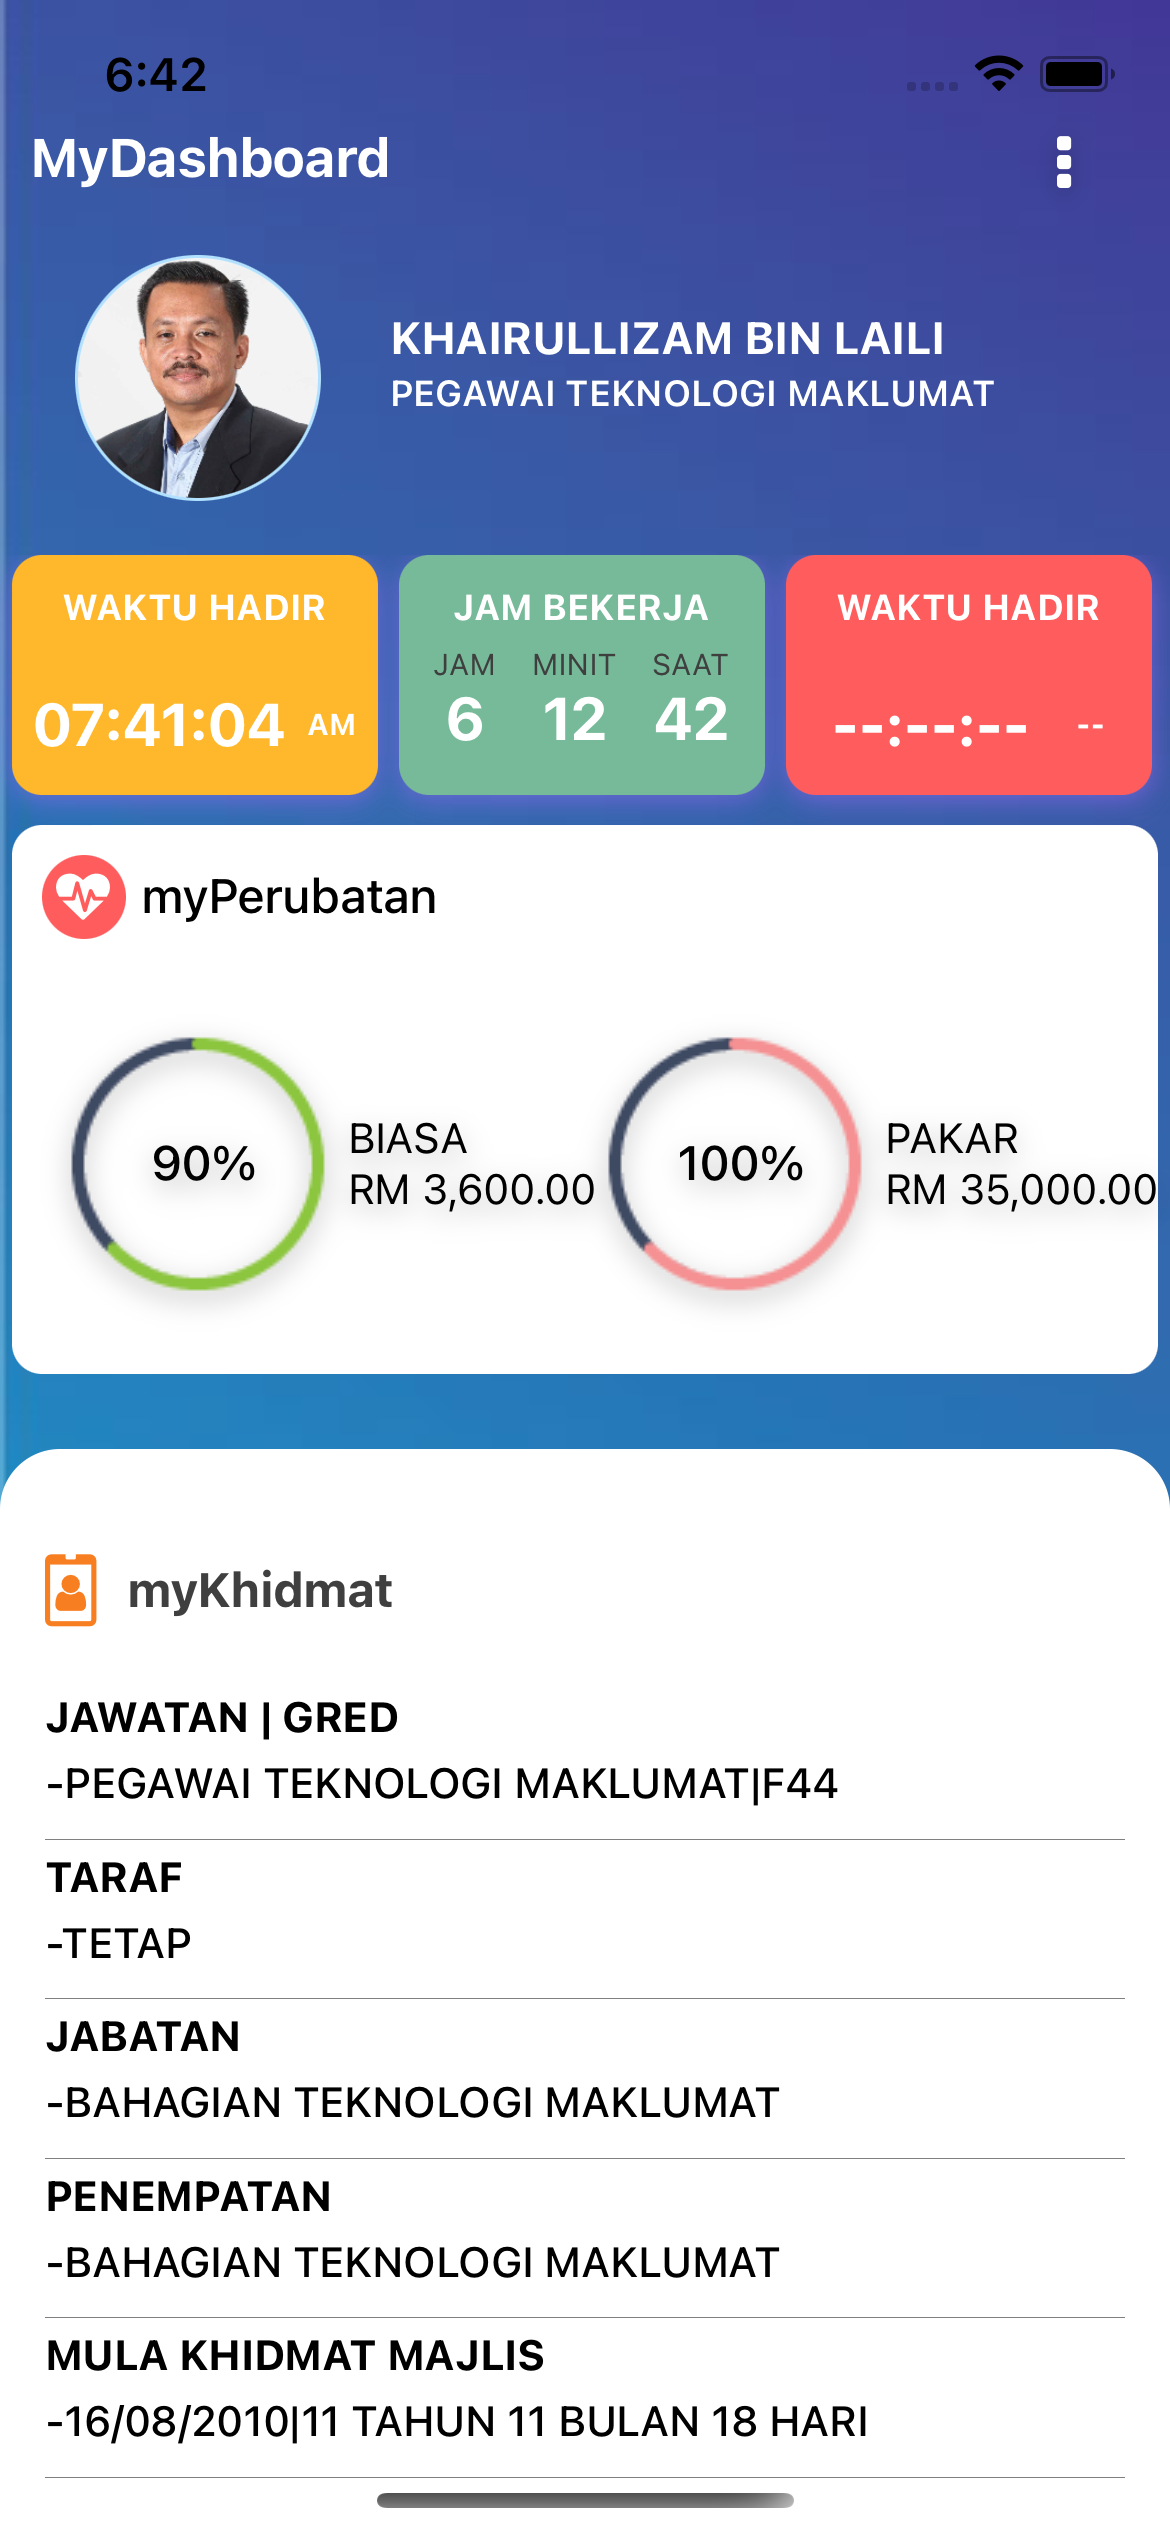 6:42
MyDashboard
KHAIRULLIZAM BIN LAILI
PEGAWAI TEKNOLOGI MAKLUMAT
WAKTU HADIR
07:41:04 AM
JAM BEKERJA
JAM MINIT SAAT
6 12 42
WAKTU HADIR
--:--:-- --
myPerubatan
90%
BIASA
RM 3,600.00
100%
PAKAR
RM 35,000.00
myKhidmat
JAWATAN | GRED
-PEGAWAI TEKNOLOGI MAKLUMAT|F44
TARAF
-TETAP
JABATAN
-BAHAGIAN TEKNOLOGI MAKLUMAT
PENEMPATAN
-BAHAGIAN TEKNOLOGI MAKLUMAT
MULA KHIDMAT MAJLIS
-16/08/2010|11 TAHUN 11 BULAN 18 HARI